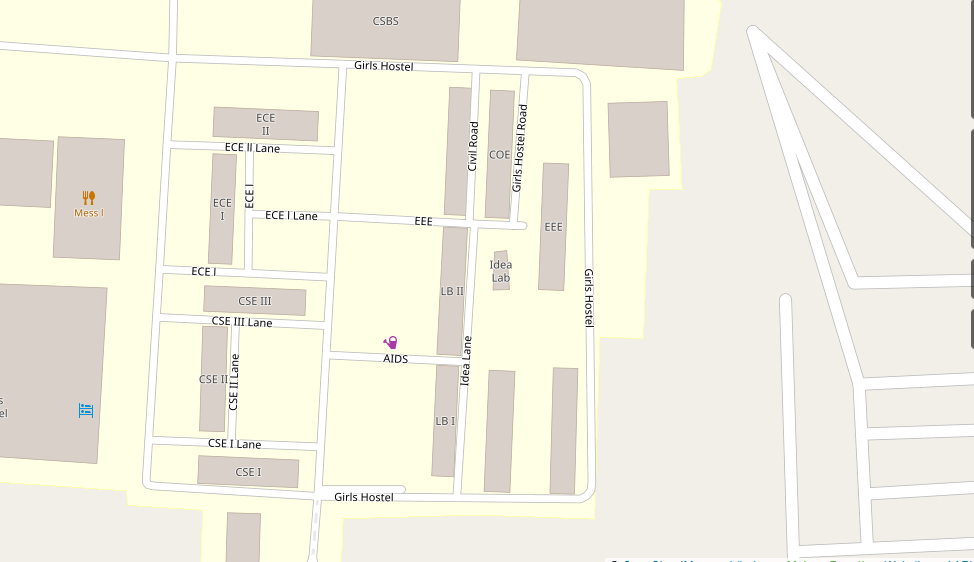 CSBS
Girls Hostel
ECE
II
ECE II Lane
Civil Road
Girls Hostel Road
COE
ECE I
ECE
I
Mess I
ECE I Lane
EEE
EEE
ECE I
Idea
Lab
LB II
Girls Hostel
CSE III
CSE III Lane
AIDS
Idea Lane
CSE II
CSE II Lane
s
el
LB I
CSE I Lane
CSE I
Girls Hostel